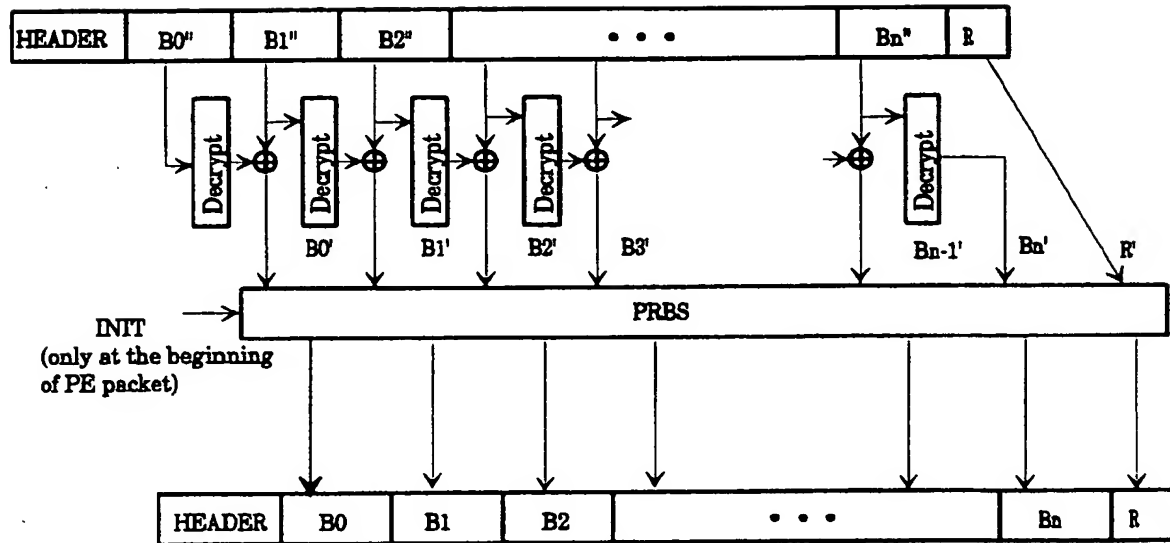 HEADER B0" B1" B2" • • • Bn" R
Decrypt Decrypt Decrypt Decrypt Decrypt
B0' B1' B2' B3' Bn-1' Bn' R'
PRBS
INIT
(only at the beginning
of PE packet)
HEADER B0 B1 B2 • • • Bn R